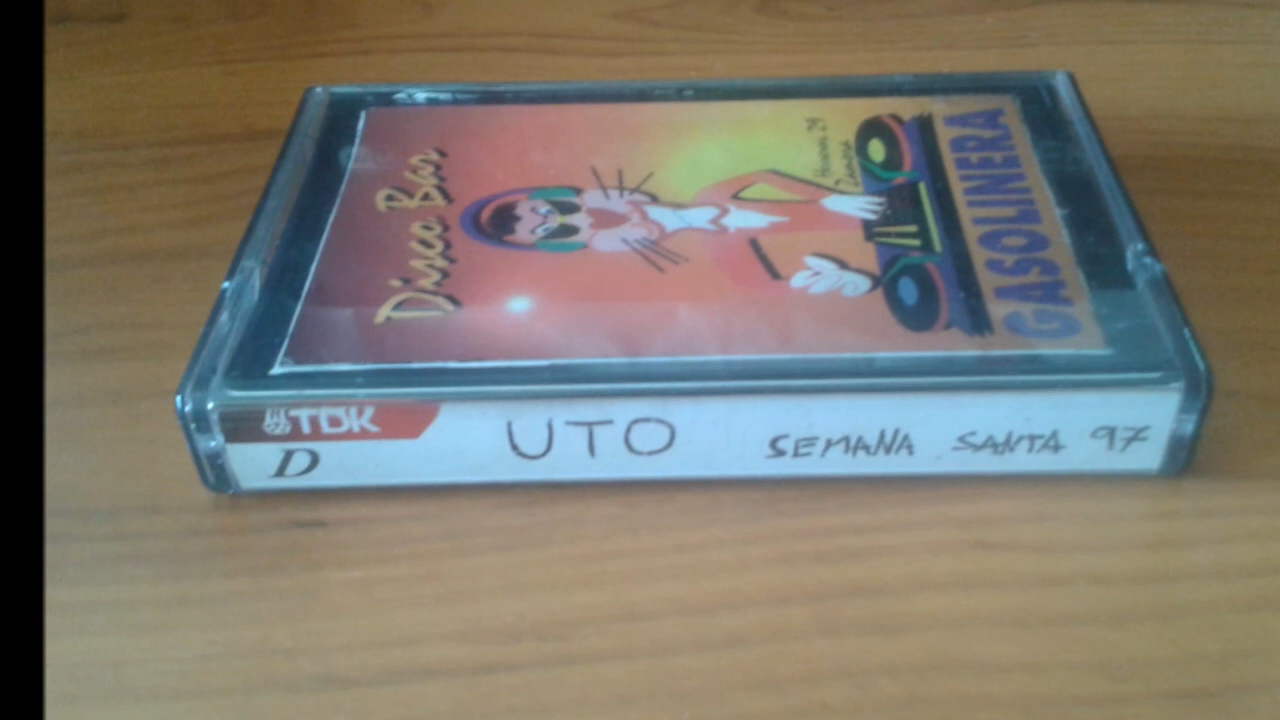 Disco Bar
GASOLINERA
TDK
D
UTO SEMANA SANTA 97